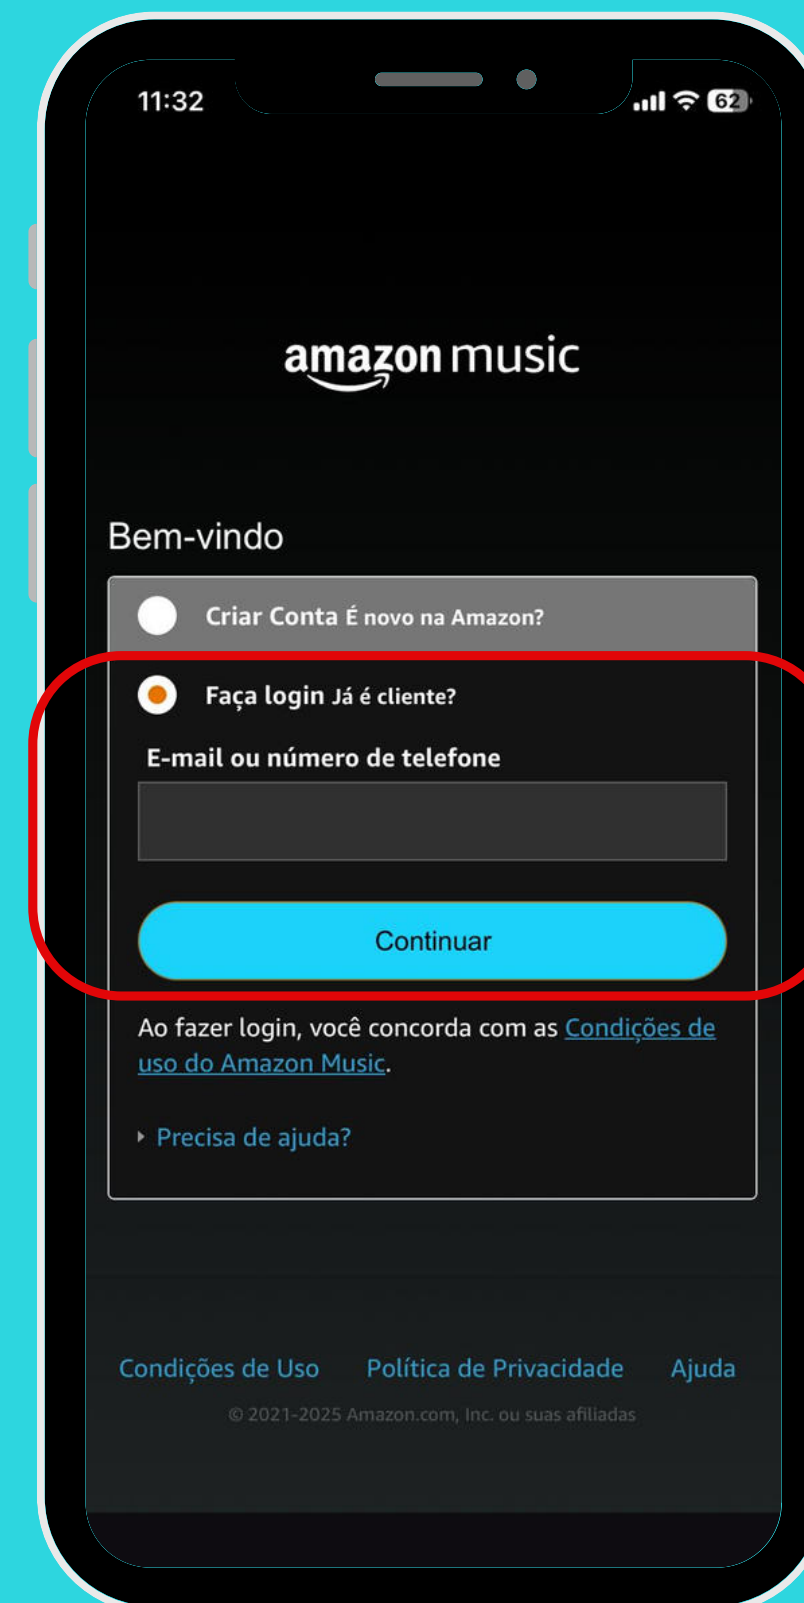 11:32
62
amazon music
Bem-vindo
Criar Conta É novo na Amazon?
Faça login Já é cliente?
E-mail ou número de telefone
Continuar
Ao fazer login, você concorda com as Condições de
uso do Amazon Music.
Precisa de ajuda?
Condições de Uso Política de Privacidade Ajuda
© 2021-2025 Amazon.com, Inc. ou suas afiliadas